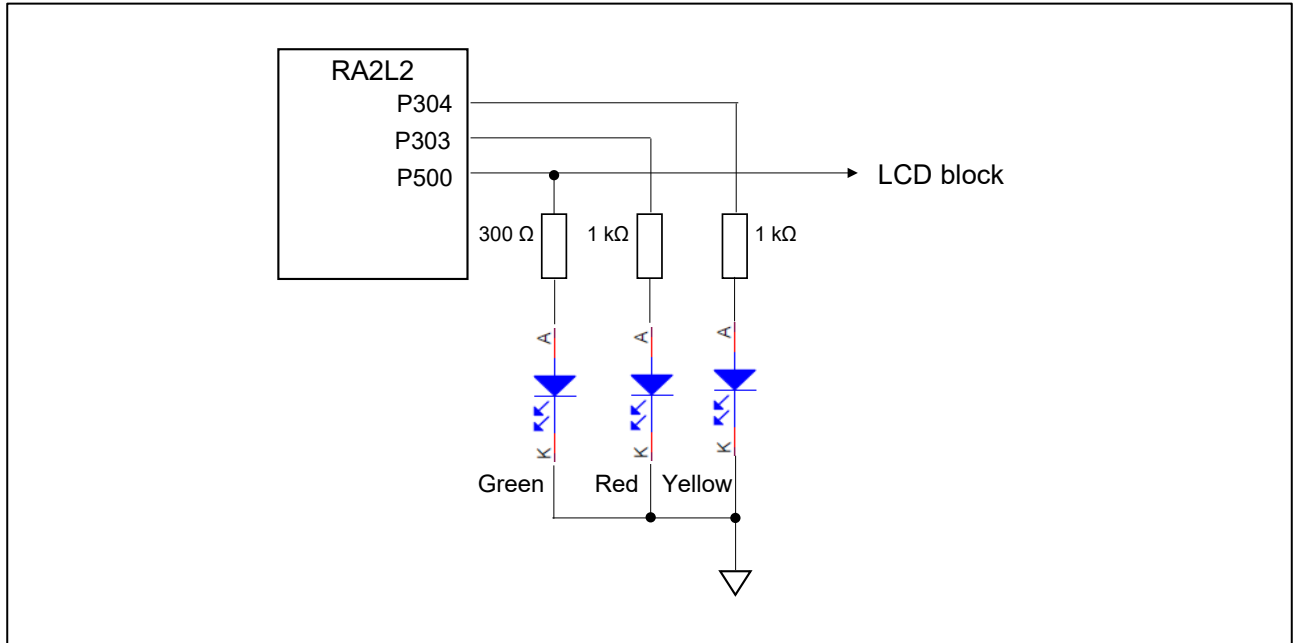 RA2L2
P304
P303
P500
LCD block
300 Ω
1 kΩ
1 kΩ
A
A
A
K
K
K
Green
Red
Yellow